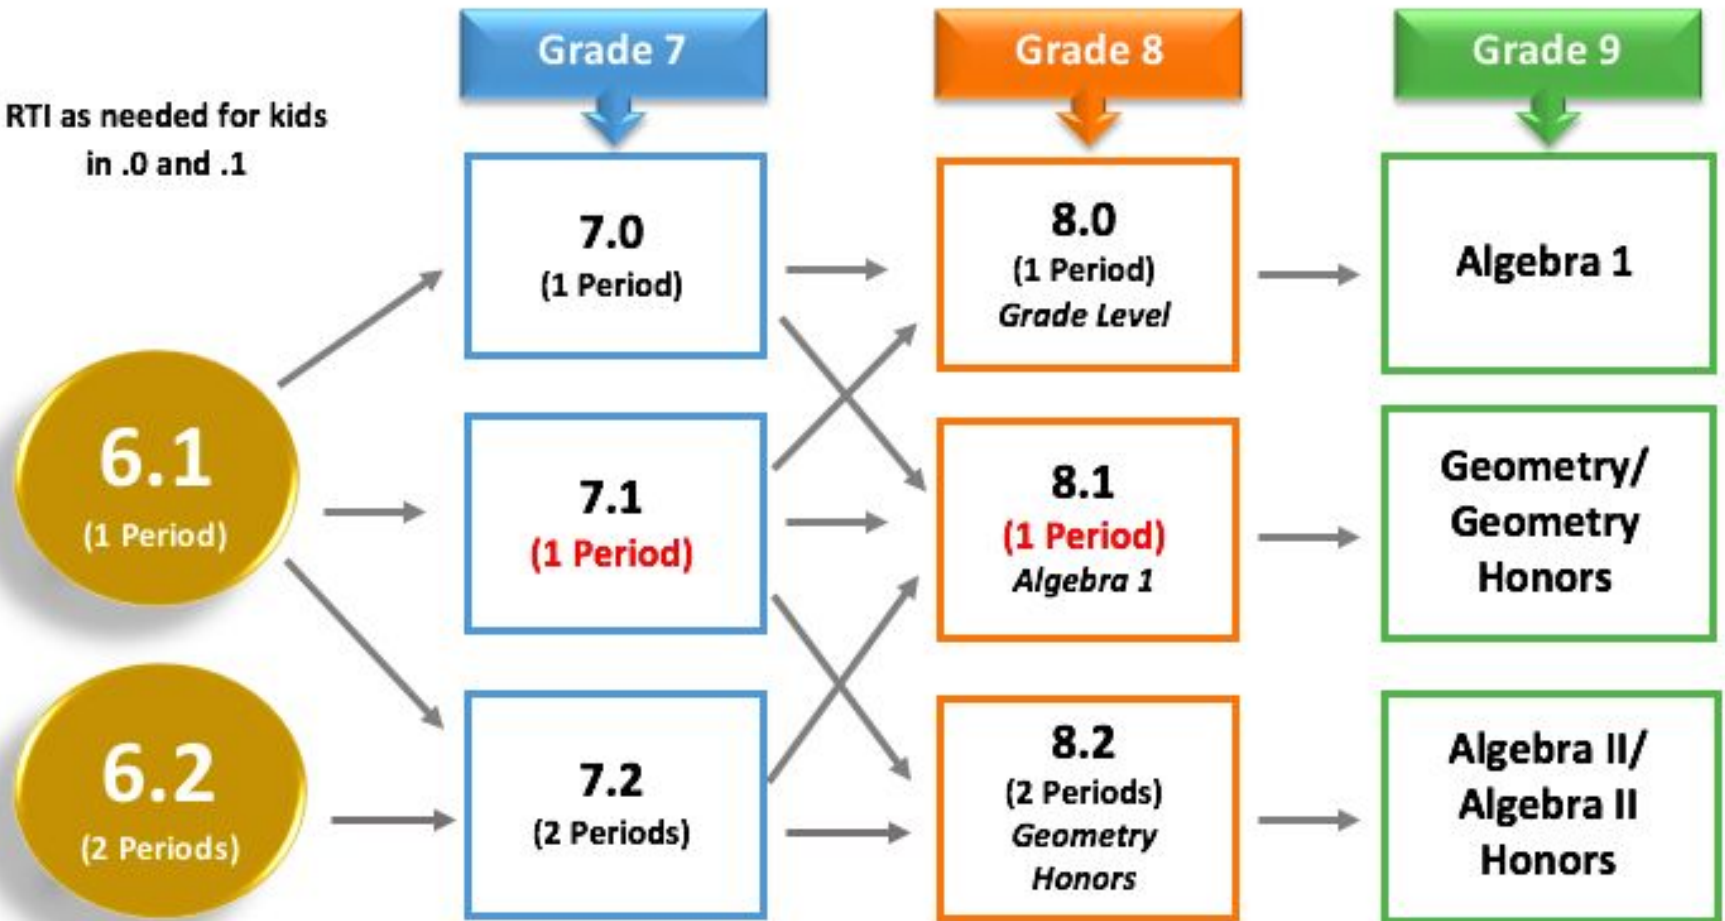 Grade 7
Grade 8
Grade 9
RTI as needed for kids
in .0 and .1
6.1
(1 Period)
6.2
(2 Periods)
7.0
(1 Period)
7.1
(1 Period)
7.2
(2 Periods)
8.0
(1 Period)
Grade Level
8.1
(1 Period)
Algebra 1
8.2
(2 Periods)
Geometry
Honors
Algebra 1
Geometry/
Geometry
Honors
Algebra II/
Algebra II
Honors